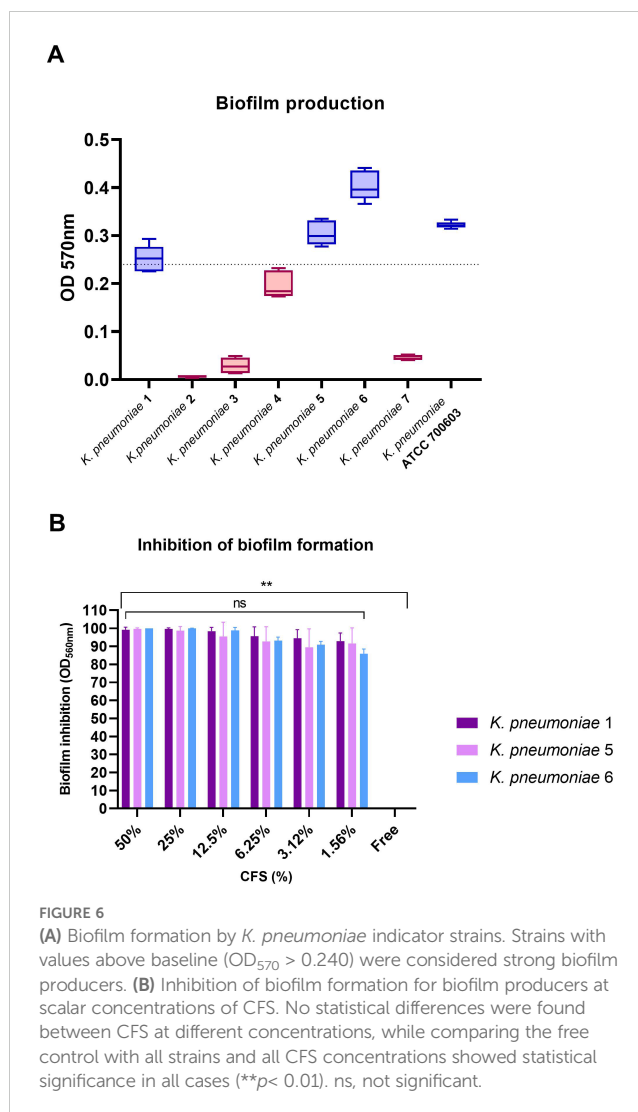 A
Biofilm production
OD 570nm
0.5
0.4
0.3
0.2
0.1
0.0
K. pneumoniae 1
K.pneumoniae 2
K. pneumoniae 3
K. pneumoniae 4
K. pneumoniae 5
K. pneumoniae 6
K. pneumoniae 7
K. pneumoniae
ATCC 700603
B
Inhibition of biofilm formation
**
ns
Biofilm inhibition (OD560nm)
110
100
90
80
70
60
50
40
30
20
10
0
50%
25%
12.5%
6.25%
3.12%
1.56%
Free
CFS (%)
K. pneumoniae 1
K. pneumoniae 5
K. pneumoniae 6
FIGURE 6
(A) Biofilm formation by K. pneumoniae indicator strains. Strains with
values above baseline (OD570 > 0.240) were considered strong biofilm
producers. (B) Inhibition of biofilm formation for biofilm producers at
scalar concentrations of CFS. No statistical differences were found
between CFS at different concentrations, while comparing the free
control with all strains and all CFS concentrations showed statistical
significance in all cases (**p< 0.01). ns, not significant.